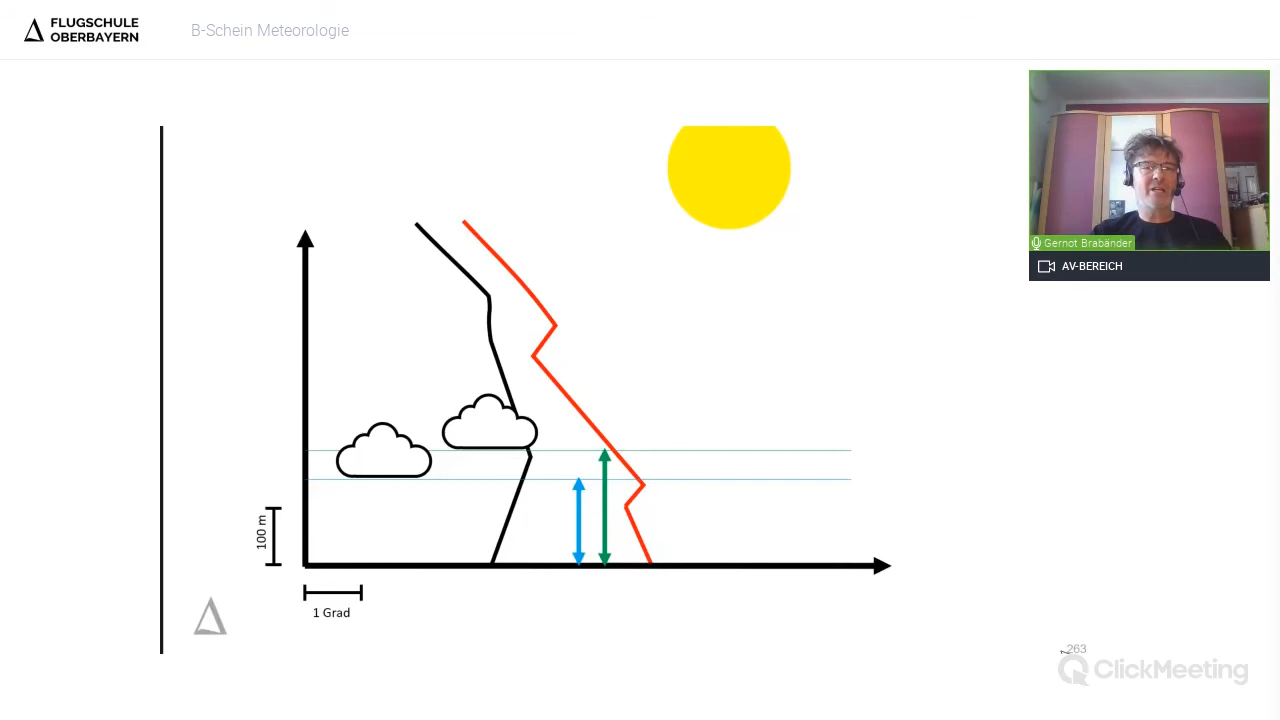 FLUGSCHULE
OBERBAYERN
B-Schein Meteorologie
Gernot Brabänder
AV-BEREICH
100 m
1 Grad
263
ClickMeeting